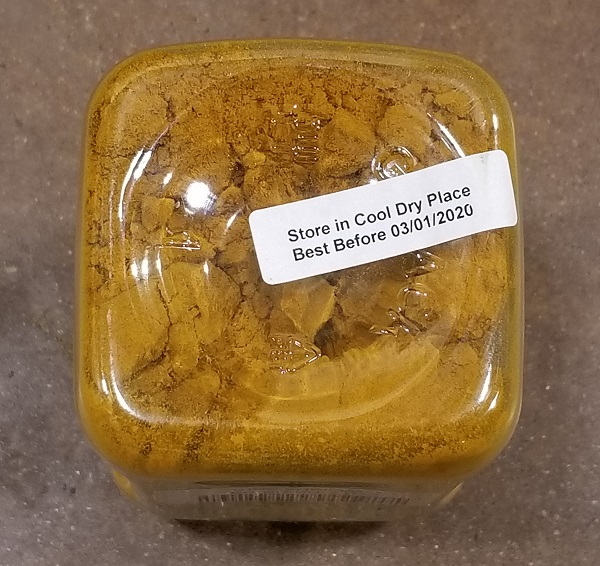 Store in Cool Dry Place
Best Before 03/01/2020